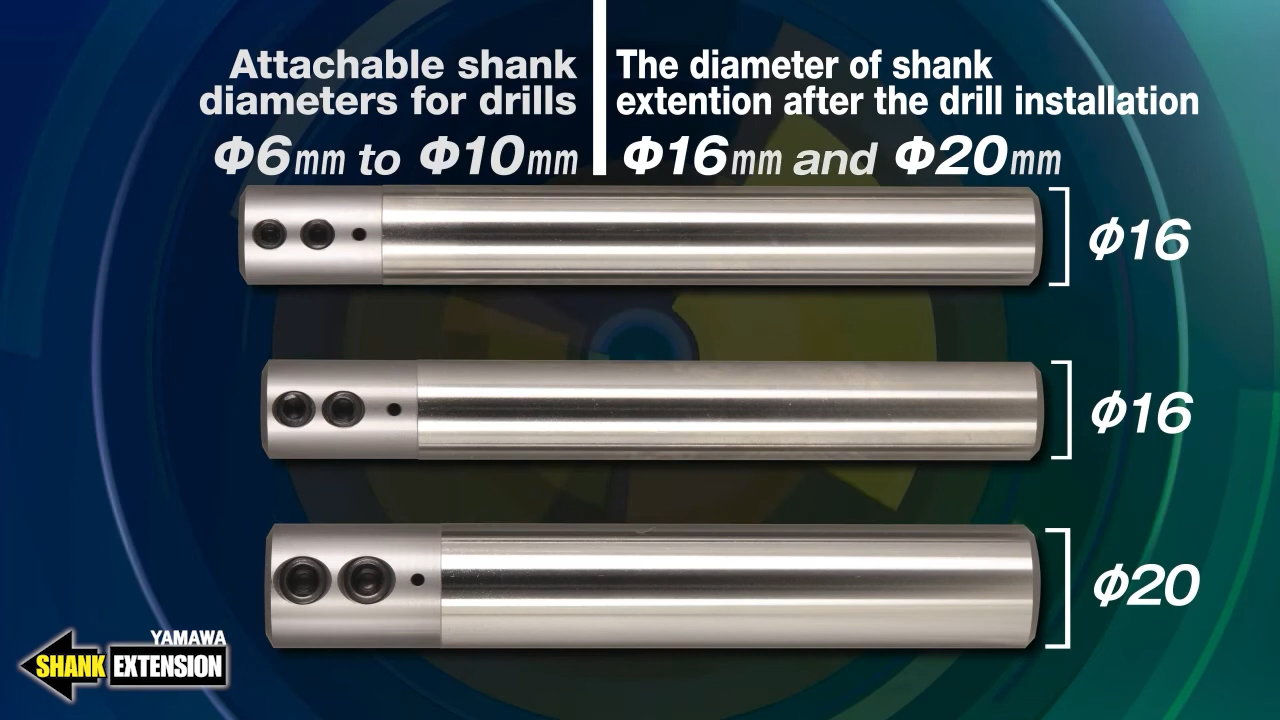 Attachable shank
diameters for drills
Φ6mm to Φ10mm
The diameter of shank
extention after the drill installation
Φ16mm and Φ20mm
Φ16
Φ16
Φ20
YAMAWA
SHANK EXTENSION